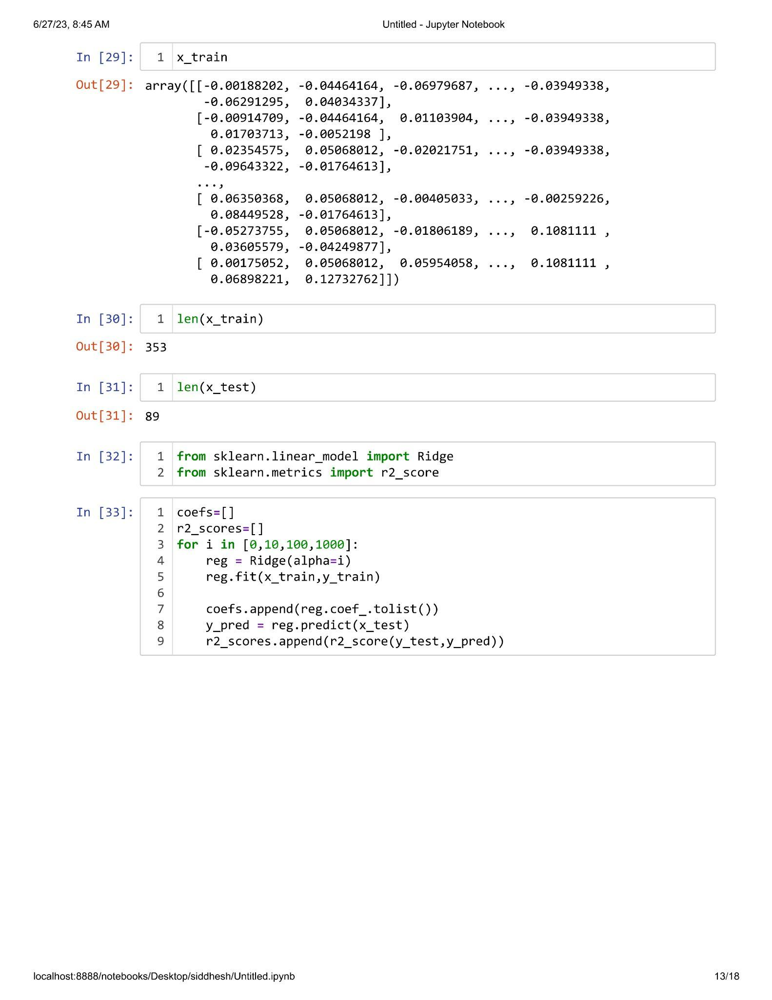 6/27/23, 8:45 AM Untitled - Jupyter Notebook
In [29]: 1 x_train
Out[29]: array([[-0.00188202, -0.04464164, -0.06979687, ..., -0.03949338,
-0.06291295,  0.04034337],
[-0.00914709, -0.04464164,  0.01103904, ..., -0.03949338,
0.01703713, -0.0052198 ],
[ 0.02354575,  0.05068012, -0.02021751, ..., -0.03949338,
-0.09643322, -0.01764613],
...,
[ 0.06350368,  0.05068012, -0.00405033, ..., -0.00259226,
0.08449528, -0.01764613],
[-0.05273755,  0.05068012, -0.01806189, ...,  0.1081111 ,
0.03605579, -0.04249877],
[ 0.00175052,  0.05068012,  0.05954058, ...,  0.1081111 ,
0.06898221,  0.12732762]])
In [30]: 1 len(x_train)
Out[30]: 353
In [31]: 1 len(x_test)
Out[31]: 89
In [32]: 1 from sklearn.linear_model import Ridge
2 from sklearn.metrics import r2_score
In [33]: 1 coefs=[]
2 r2_scores=[]
3 for i in [0,10,100,1000]:
4     reg = Ridge(alpha=i)
5     reg.fit(x_train,y_train)
6
7     coefs.append(reg.coef_.tolist())
8     y_pred = reg.predict(x_test)
9     r2_scores.append(r2_score(y_test,y_pred))
localhost:8888/notebooks/Desktop/siddhesh/Untitled.ipynb 13/18